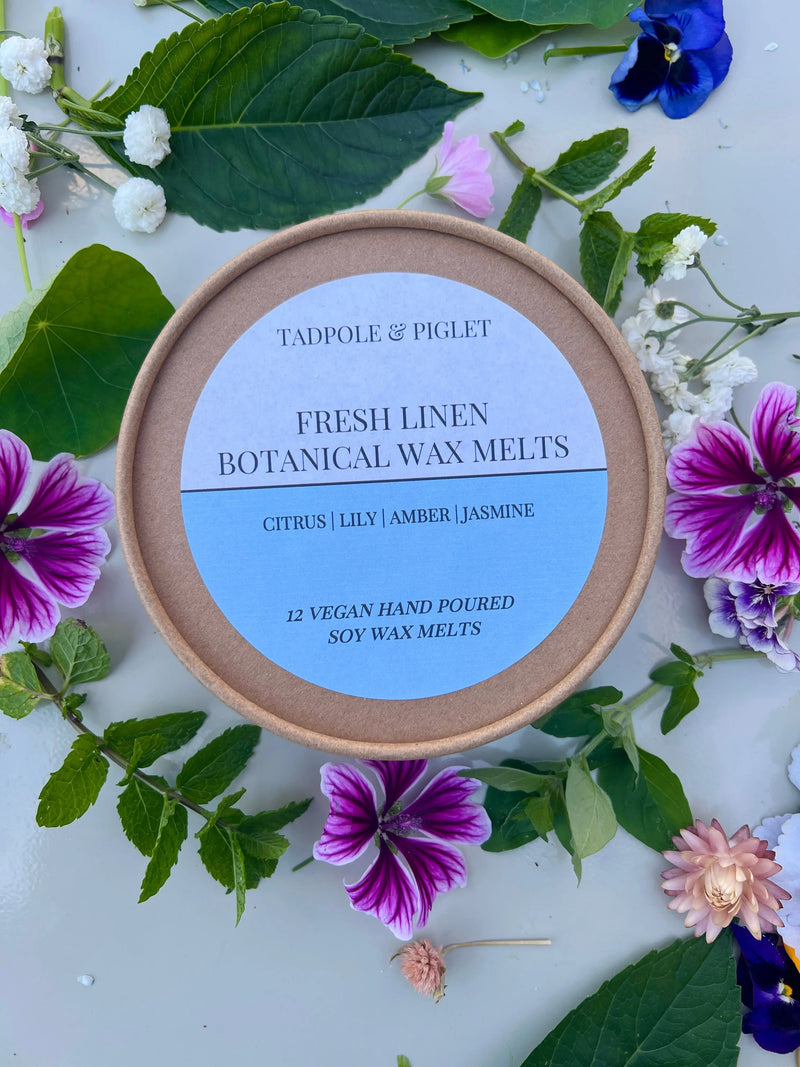 TADPOLE & PIGLET
FRESH LINEN
BOTANICAL WAX MELTS
CITRUS | LILY | AMBER | JASMINE
12 VEGAN HAND POURED
SOY WAX MELTS